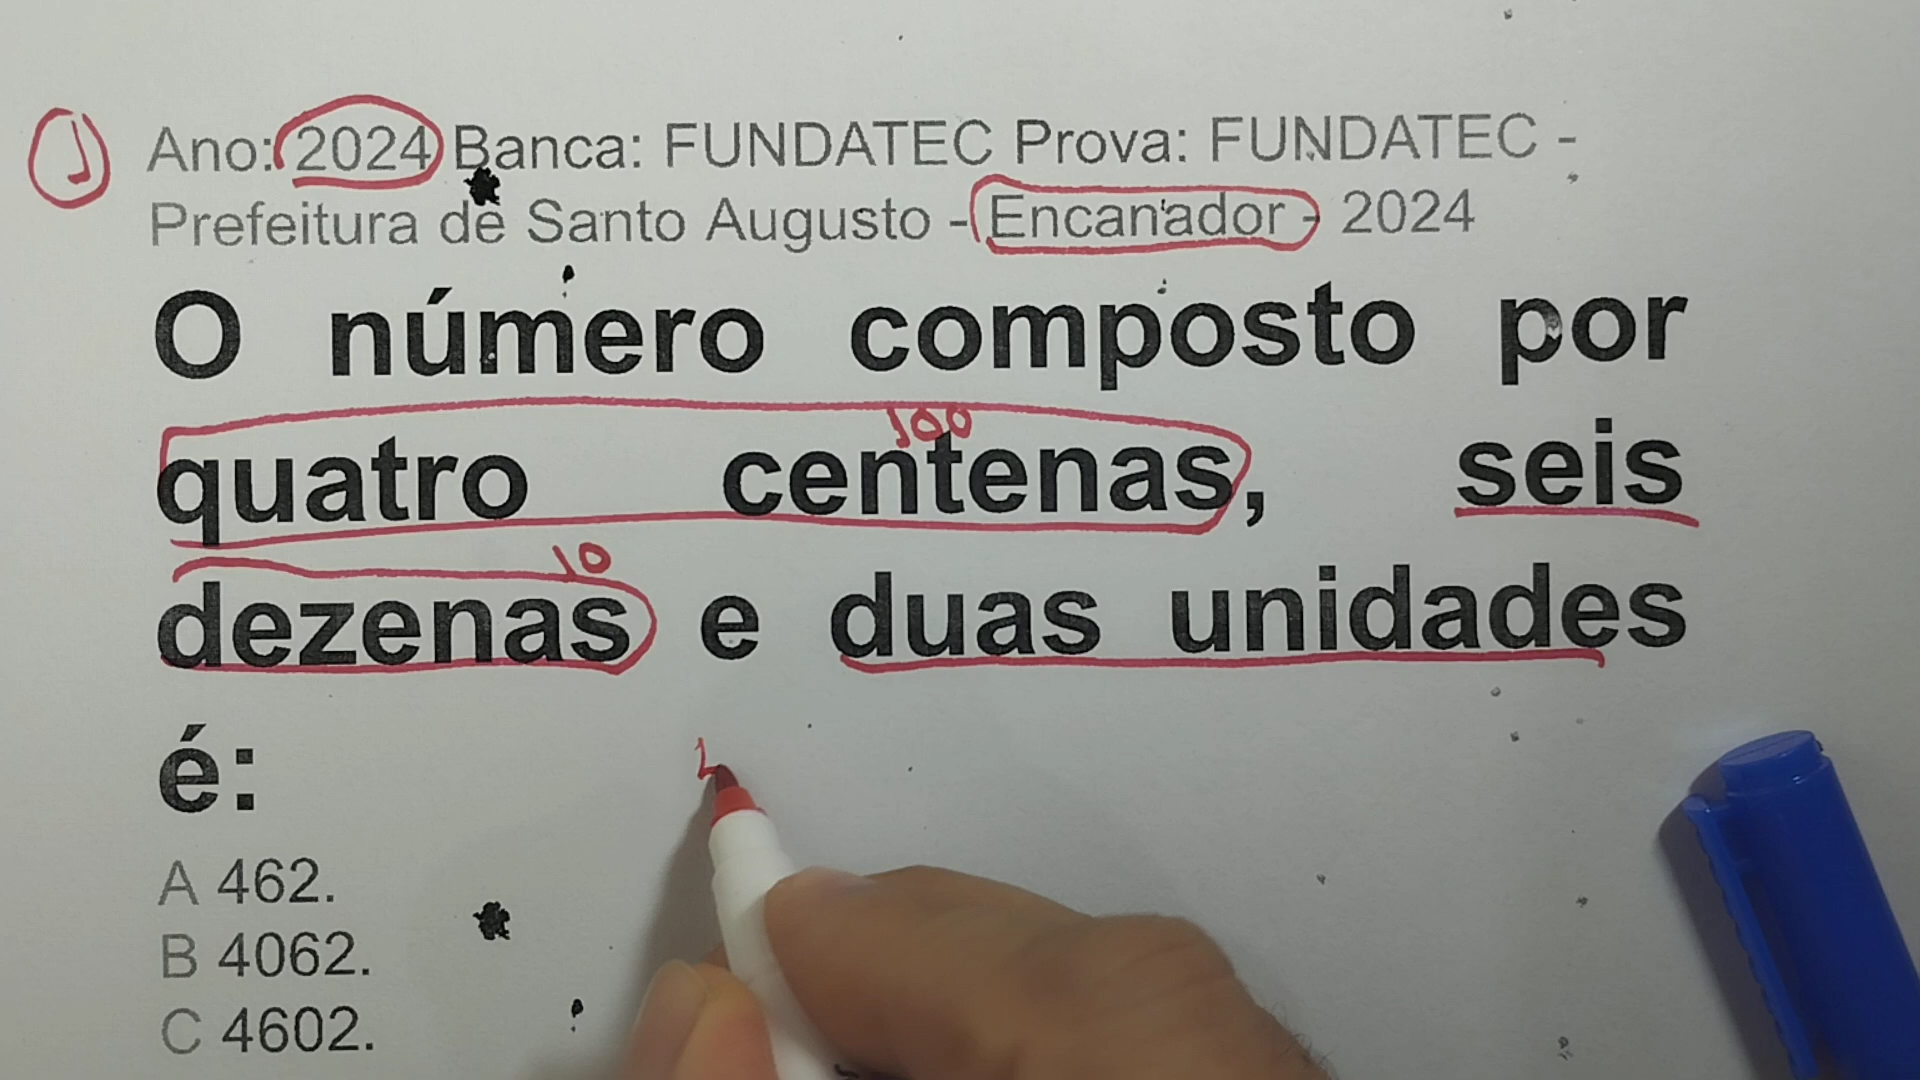 1 Ano: 2024 Banca: FUNDATEC Prova: FUNDATEC -
Prefeitura de Santo Augusto - Encanador - 2024
O número composto por
100
quatro centenas, seis
10
dezenas e duas unidades
é:
A 462.
B 4062.
C 4602.